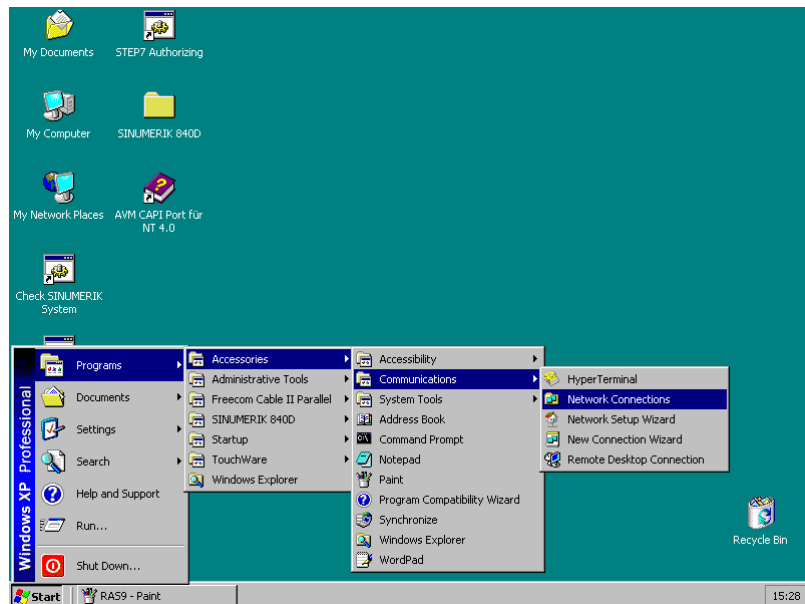 My Documents
STEP7 Authorizing
My Computer
SINUMERIK 840D
My Network Places
AVM CAPI Port für
NT 4.0
Check SINUMERIK
System
Windows XP Professional
Programs
Documents
Settings
Search
Help and Support
Run...
Shut Down...
Accessories
Administrative Tools
Freecom Cable II Parallel
SINUMERIK 840D
Startup
TouchWare
Windows Explorer
Accessibility
Communications
System Tools
Address Book
Command Prompt
Notepad
Paint
Program Compatibility Wizard
Synchronize
Windows Explorer
WordPad
HyperTerminal
Network Connections
Network Setup Wizard
New Connection Wizard
Remote Desktop Connection
Recycle Bin
Start
RAS9 - Paint
15:28